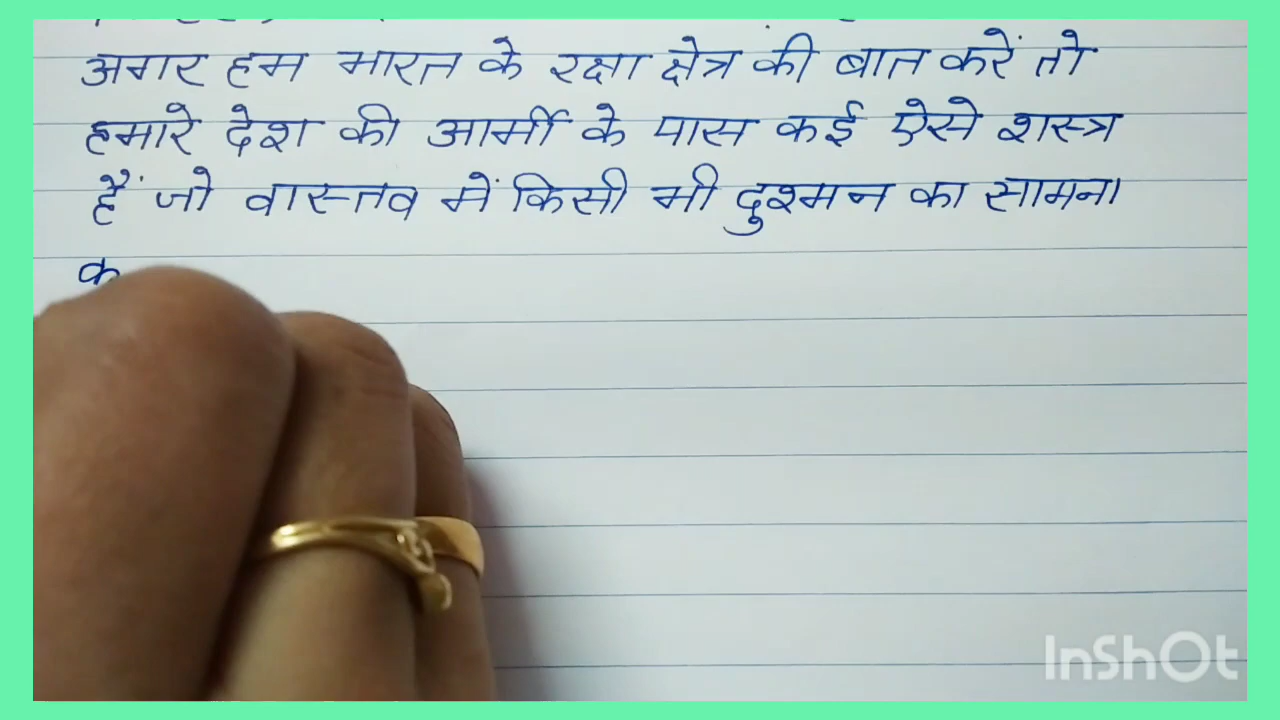 अगर हम भारत के रक्षा क्षेत्र की बात करें तो
हमारे देश की आर्मी के पास कई ऐसे शस्त्र
हैं जो वास्तव में किसी भी दुश्मन का सामना
क
InShOt